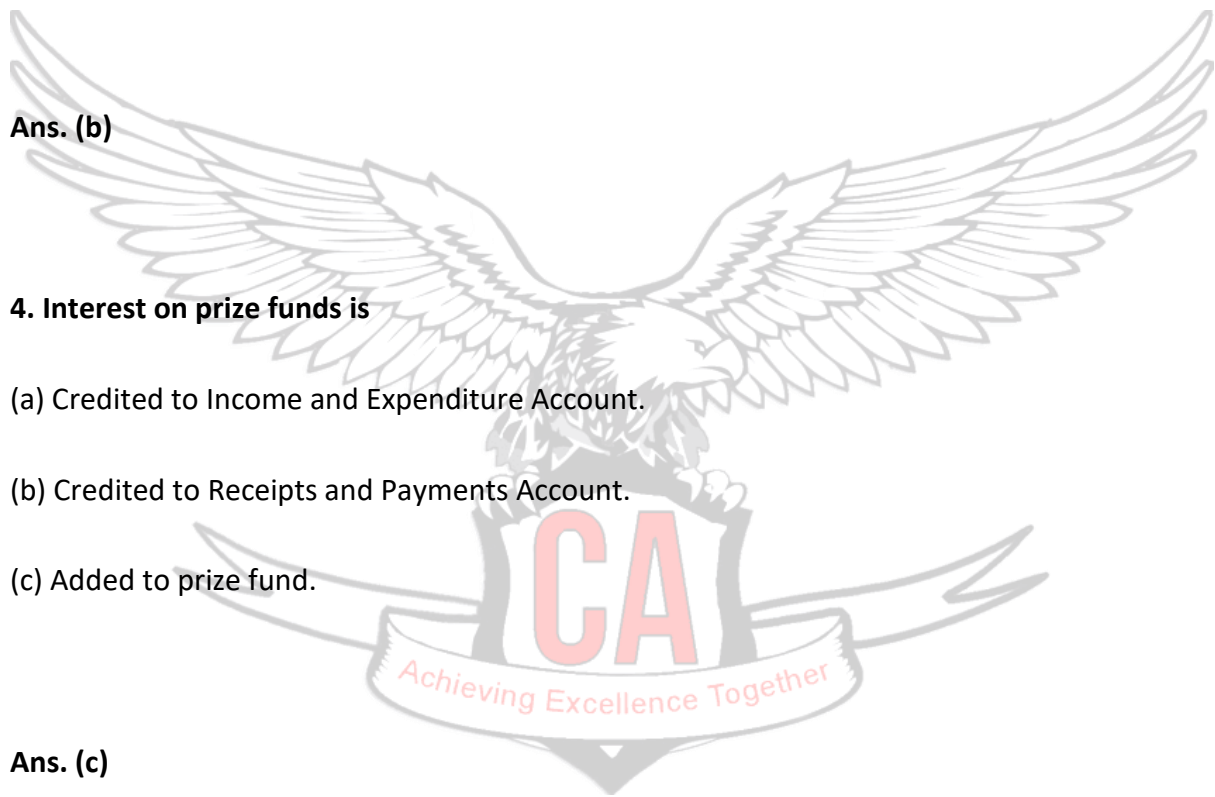 Ans. (b)
4. Interest on prize funds is
(a) Credited to Income and Expenditure Account.
(b) Credited to Receipts and Payments Account.
(c) Added to prize fund.
CA
Achieving Excellence Together
Ans. (c)